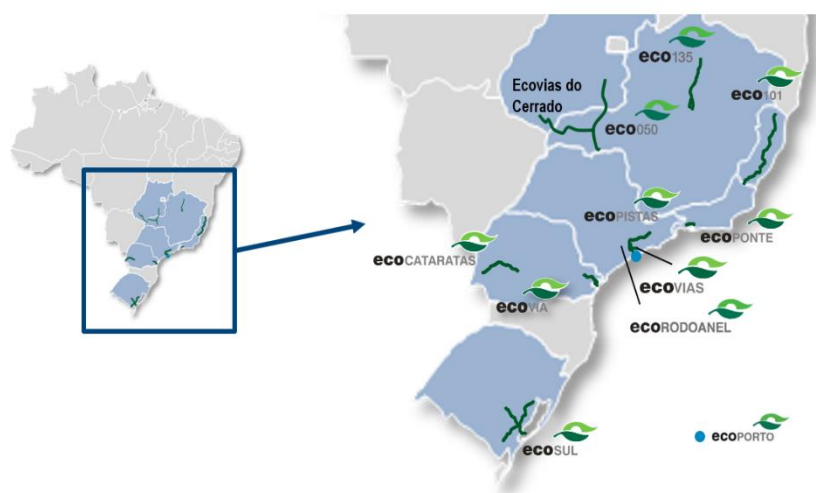 eco135
Ecovias do
Cerrado
eco101
eco050
ecoPISTAS
ecoPONTE
ecoCATARATAS
ecoVIAS
ecoVIA
ecoRODOANEL
ecoSUL
ecoPORTO